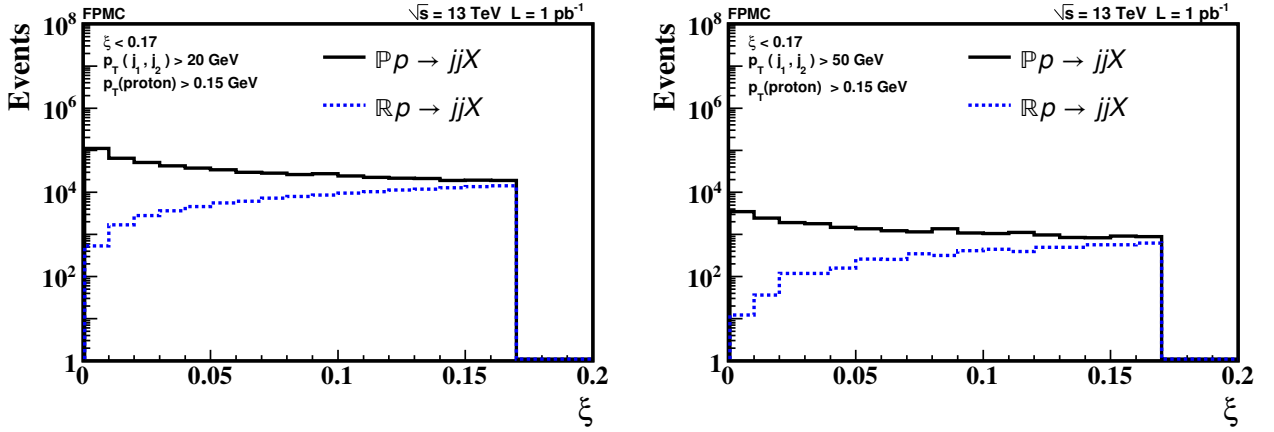 FPMC √s = 13 TeV L = 1 pb⁻¹
Events
10⁸
10⁶
10⁴
10²
1
ξ < 0.17
p_T ( j_1 , j_2 ) > 20 GeV
p_T(proton) > 0.15 GeV
ℙp → jjX
ℝp → jjX
0 0.05 0.1 0.15 0.2
ξ
FPMC √s = 13 TeV L = 1 pb⁻¹
Events
10⁸
10⁶
10⁴
10²
1
ξ < 0.17
p_T ( j_1 , j_2 ) > 50 GeV
p_T(proton) > 0.15 GeV
ℙp → jjX
ℝp → jjX
0 0.05 0.1 0.15 0.2
ξ